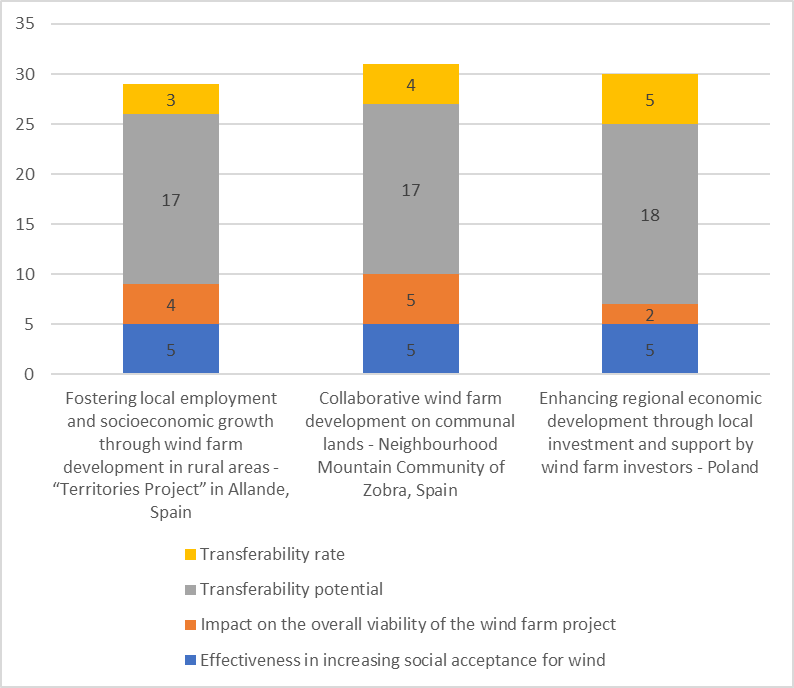 35
30
25
20
15
10
5
0
3
17
4
5
4
17
5
5
5
18
2
5
Fostering local employment
and socioeconomic growth
through wind farm
development in rural areas -
“Territories Project” in Allande,
Spain
Collaborative wind farm
development on communal
lands - Neighbourhood
Mountain Community of
Zobra, Spain
Enhancing regional economic
development through local
investment and support by
wind farm investors - Poland
Transferability rate
Transferability potential
Impact on the overall viability of the wind farm project
Effectiveness in increasing social acceptance for wind